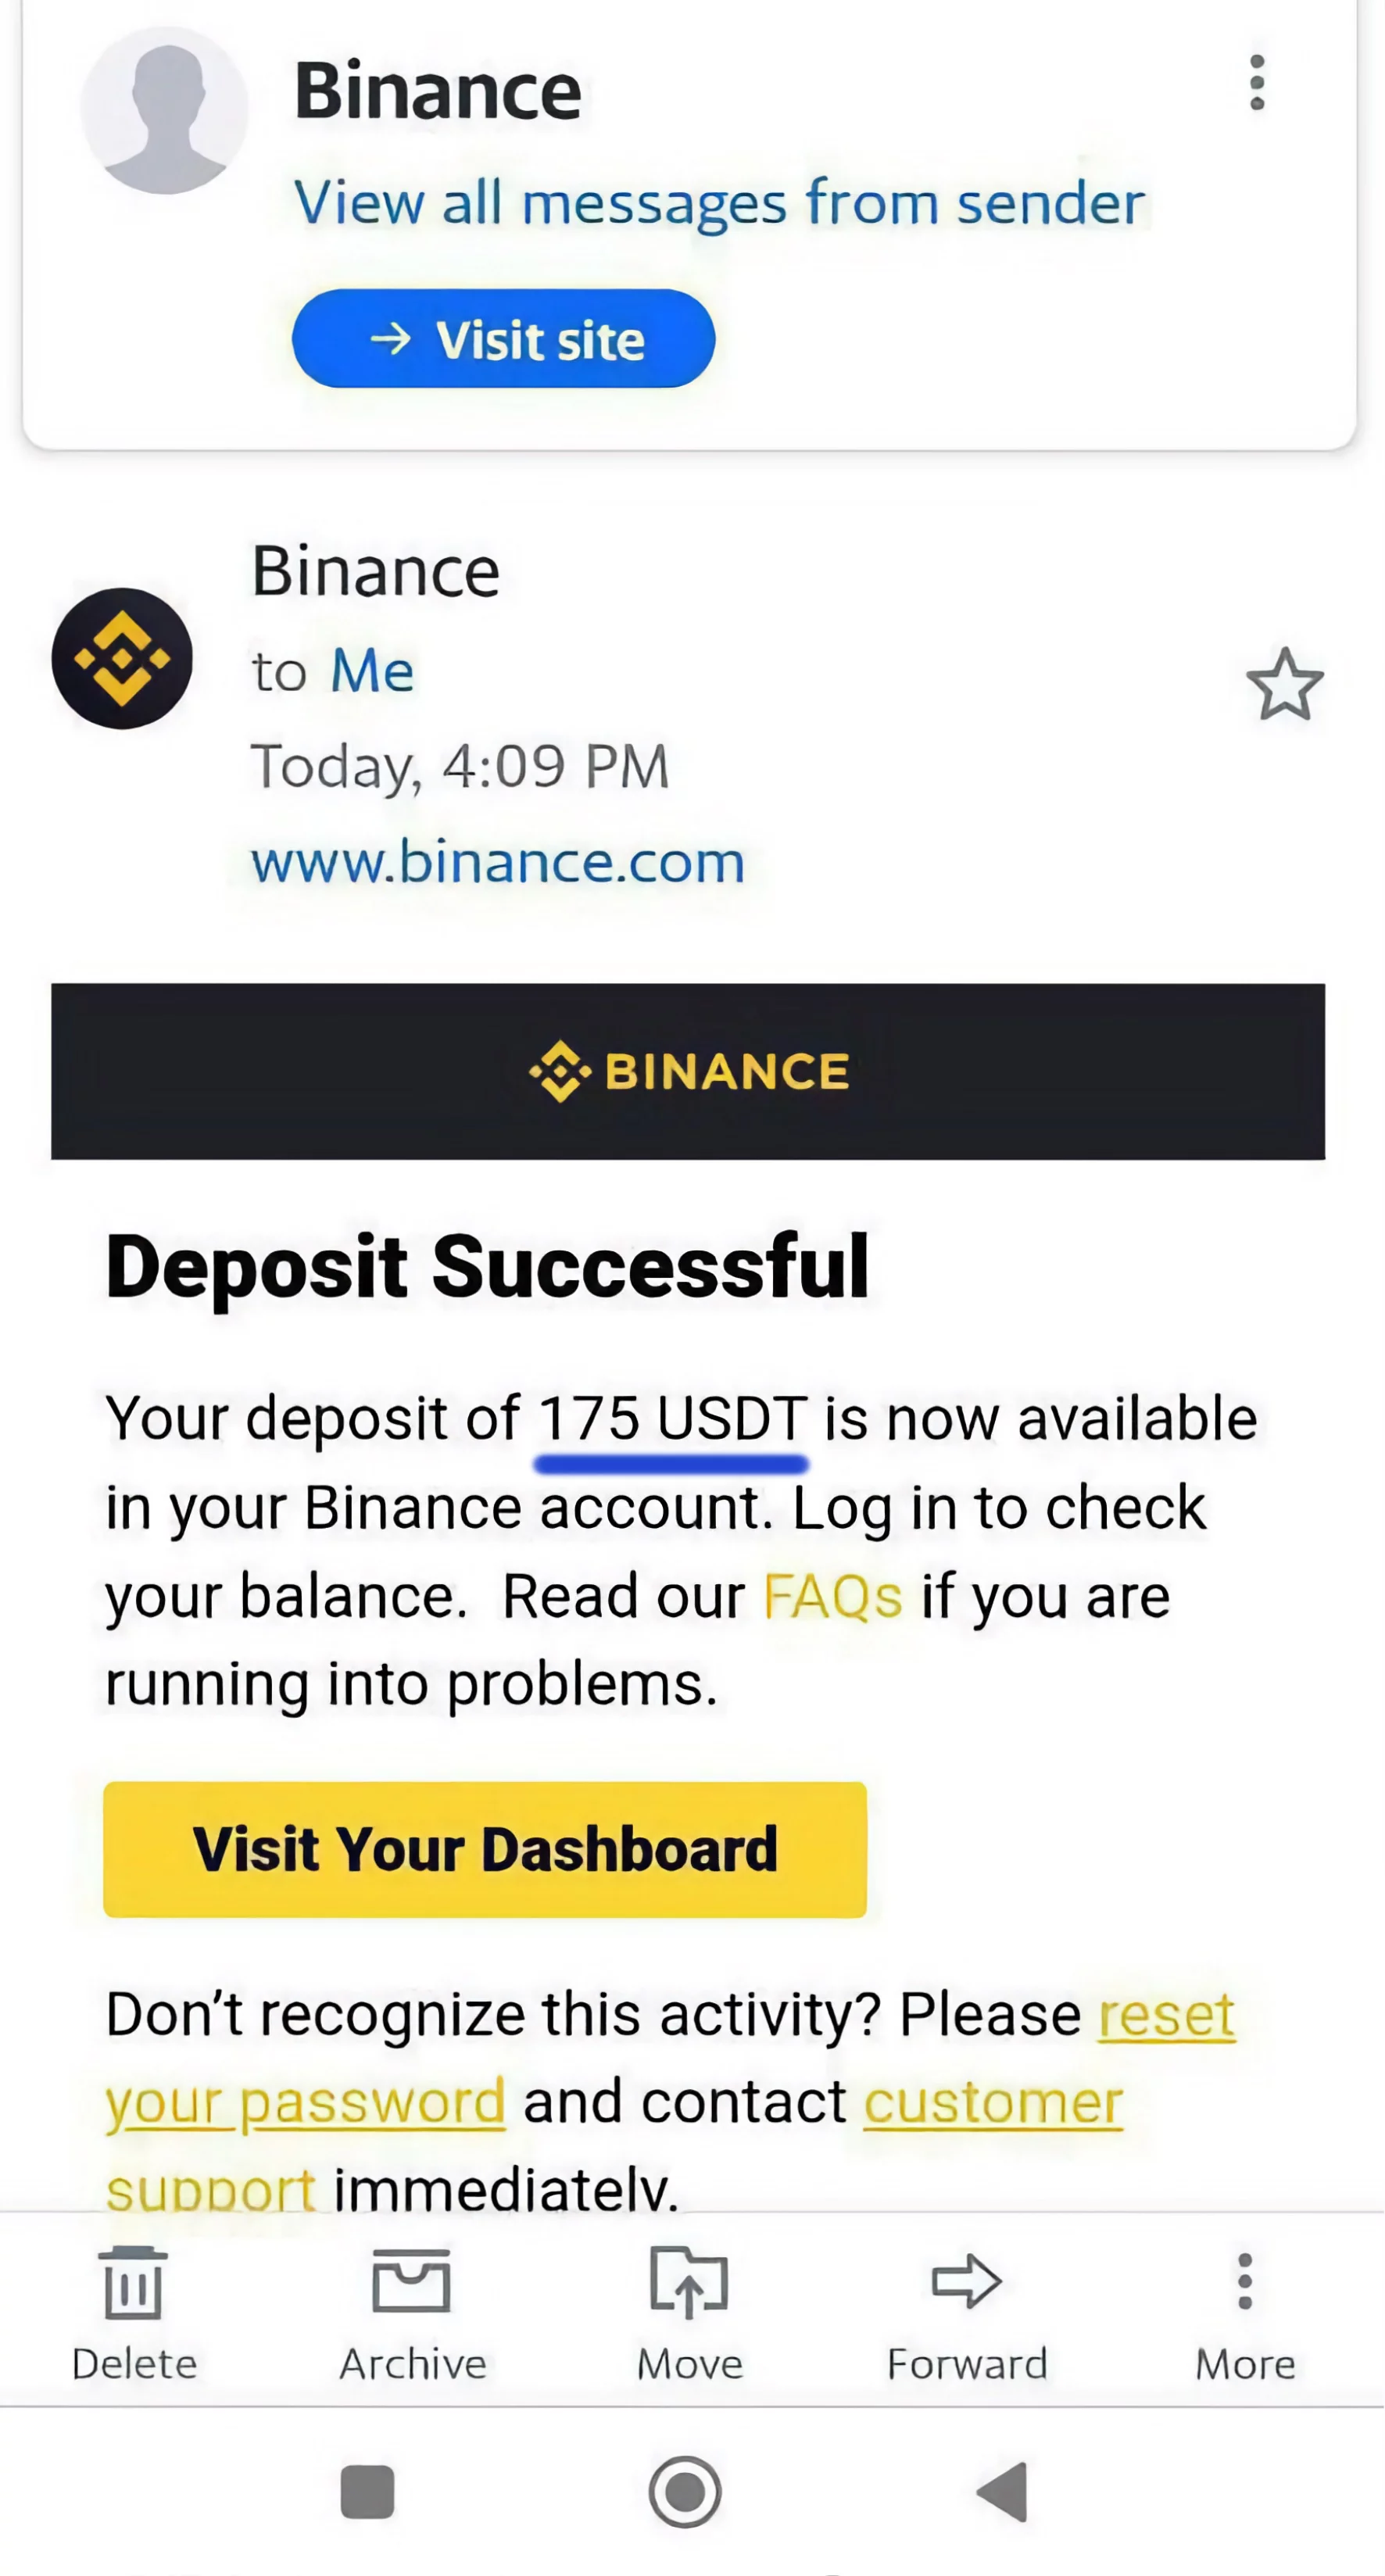 Binance
View all messages from sender
→ Visit site
Binance
to Me
Today, 4:09 PM
www.binance.com
BINANCE
Deposit Successful
Your deposit of 175 USDT is now available
in your Binance account. Log in to check
your balance.  Read our FAQs if you are
running into problems.
Visit Your Dashboard
Don’t recognize this activity? Please reset
your password and contact customer
support immediately.
Delete
Archive
Move
Forward
More